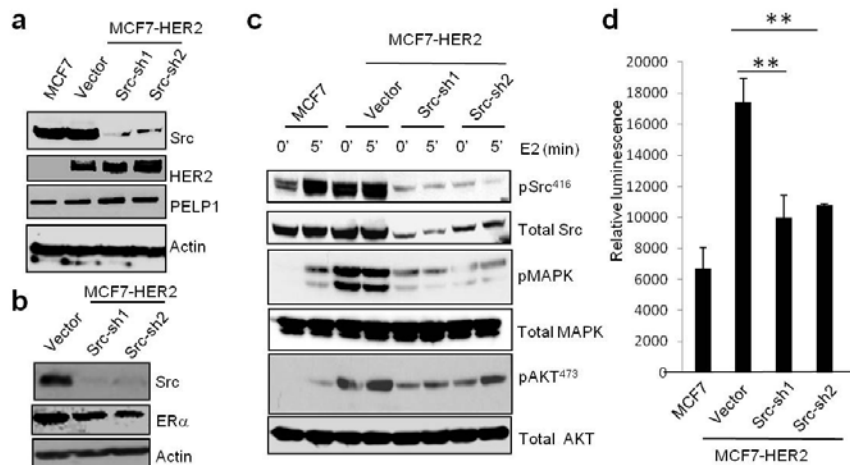 a
MCF7-HER2
MCF7
Vector
Src-sh1
Src-sh2
Src
HER2
PELP1
Actin
b
MCF7-HER2
Vector
Src-sh1
Src-sh2
Src
ERα
Actin
c
MCF7-HER2
MCF7
Vector
Src-sh1
Src-sh2
0' 5' 0' 5' 0' 5' 0' 5' E2 (min)
pSrc416
Total Src
pMAPK
Total MAPK
pAKT473
Total AKT
d
**
**
Relative luminescence
20000
18000
16000
14000
12000
10000
8000
6000
4000
2000
0
MCF7
Vector
Src-sh1
Src-sh2
MCF7-HER2